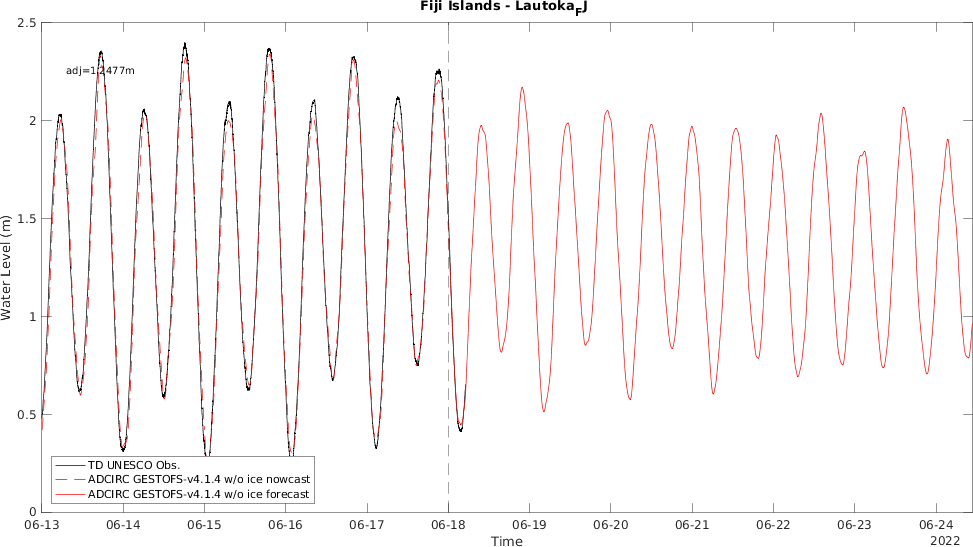 Fiji Islands - Lautoka_FJ
2.5
adj=1.2477m
2
1.5
Water Level (m)
1
0.5
TD UNESCO Obs.
ADCIRC GESTOFS-v4.1.4 w/o ice nowcast
ADCIRC GESTOFS-v4.1.4 w/o ice forecast
0
06-13 06-14 06-15 06-16 06-17 06-18 06-19 06-20 06-21 06-22 06-23 06-24
Time
2022